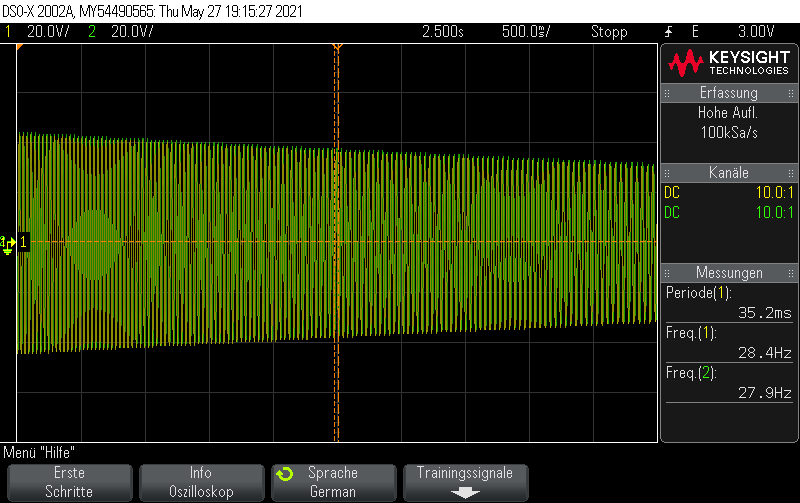 DSO-X 2002A, MY54490565: Thu May 27 19:15:27 2021
1 20.0V/ 2 20.0V/ 2.500s 500.0ms/ Stopp E 3.00V
KEYSIGHT
TECHNOLOGIES
Erfassung
Hohe Aufl.
100kSa/s
Kanäle
DC 10.0:1
DC 10.0:1
Messungen
Periode(1):
35.2ms
Freq.(1):
28.4Hz
Freq.(2):
27.9Hz
1
Menü "Hilfe"
Erste
Schritte
Info
Oszilloskop
Sprache
German
Trainingssignale